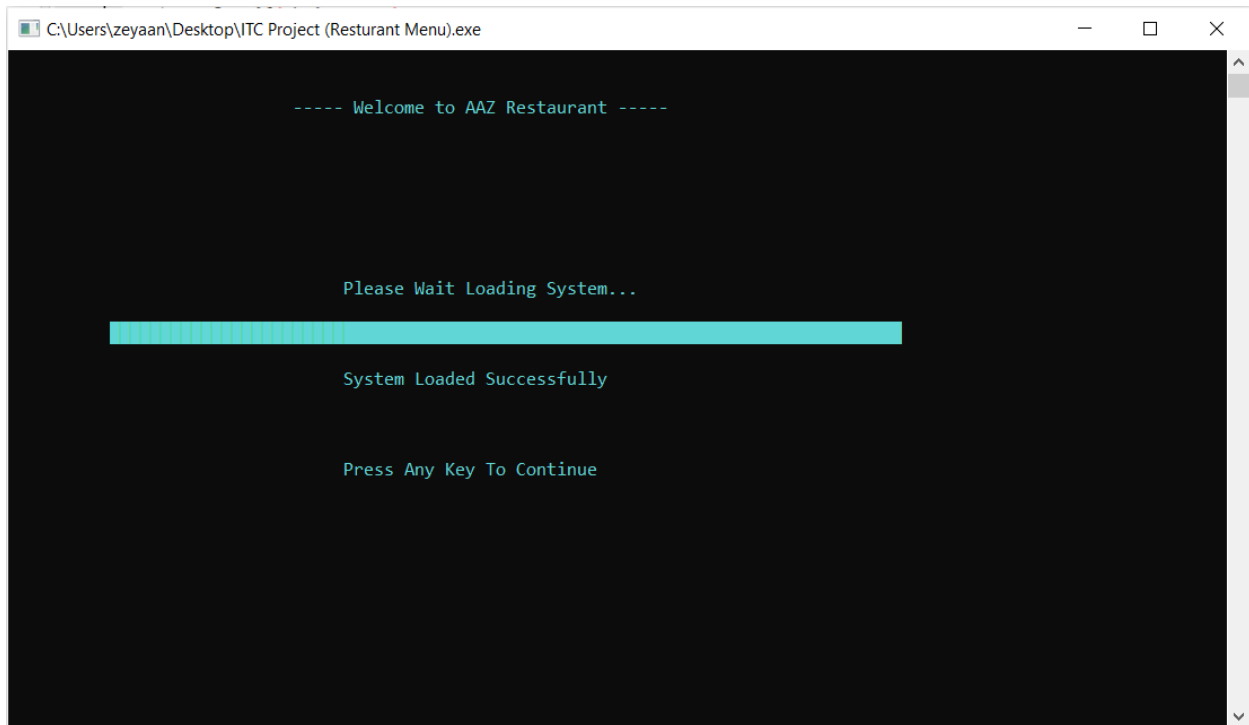 C:\Users\zeyaan\Desktop\ITC Project (Resturant Menu).exe
----- Welcome to AAZ Restaurant -----
Please Wait Loading System...
System Loaded Successfully
Press Any Key To Continue